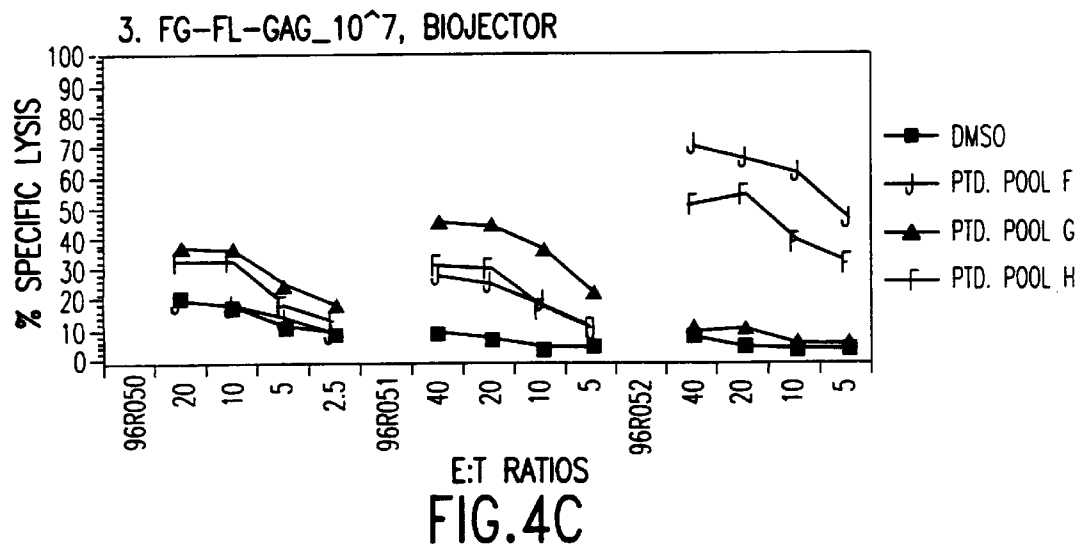 3. FG-FL-GAG_10^7, BIOJECTOR
% SPECIFIC LYSIS
100
90
80
70
60
50
40
30
20
10
0
96R050
20
10
5
2.5
96R051
40
20
10
5
96R052
40
20
10
5
E:T RATIOS
DMSO
PTD. POOL F
PTD. POOL G
PTD. POOL H
FIG.4C